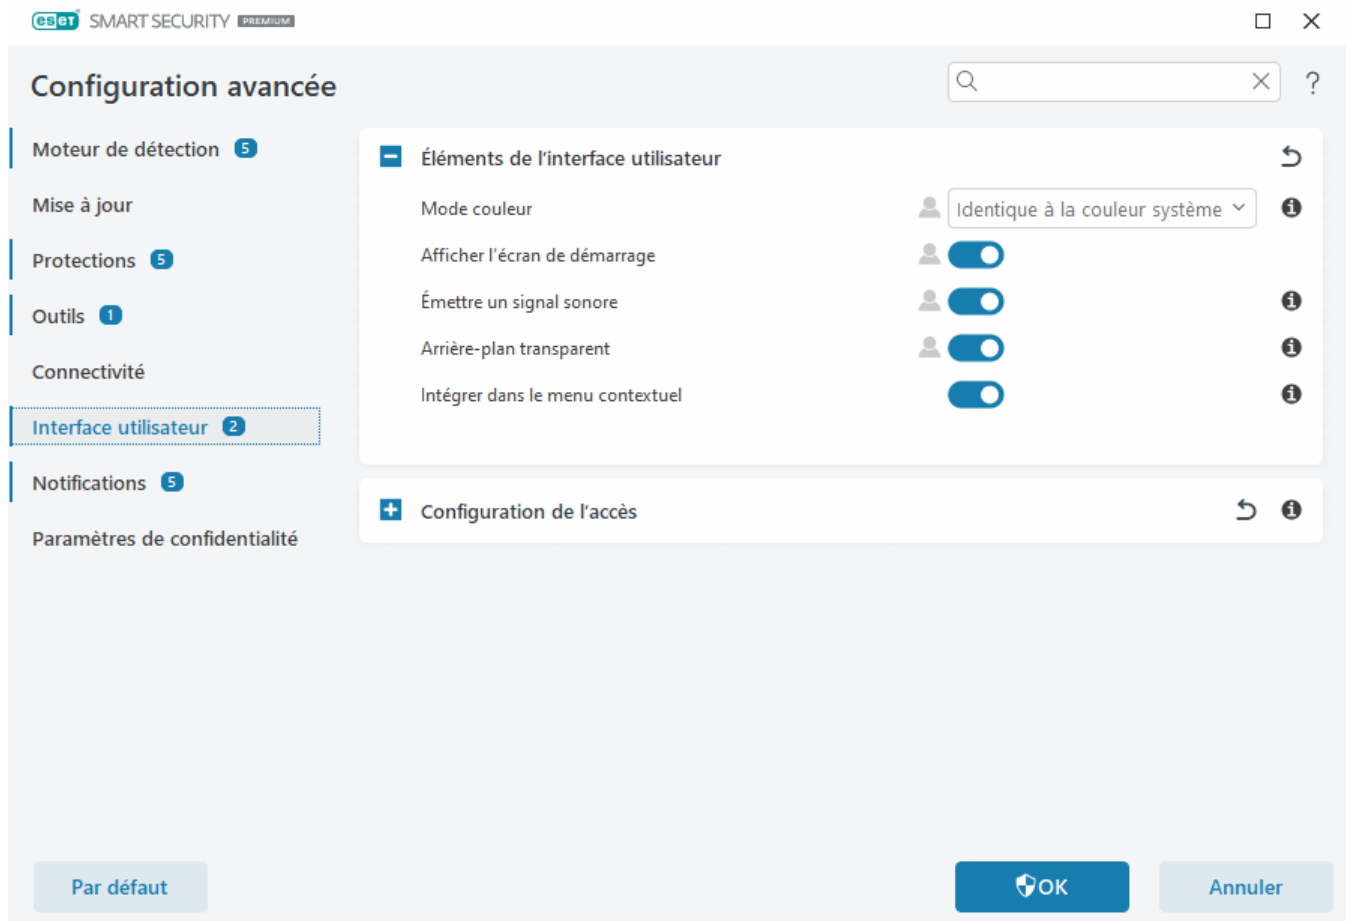 eset SMART SECURITY PREMIUM
Configuration avancée
?
Moteur de détection 5
Mise à jour
Protections 5
Outils 1
Connectivité
Interface utilisateur 2
Notifications 5
Paramètres de confidentialité
Éléments de l'interface utilisateur
Mode couleur Identique à la couleur système
Afficher l'écran de démarrage
Émettre un signal sonore
Arrière-plan transparent
Intégrer dans le menu contextuel
Configuration de l'accès
Par défaut
OK
Annuler